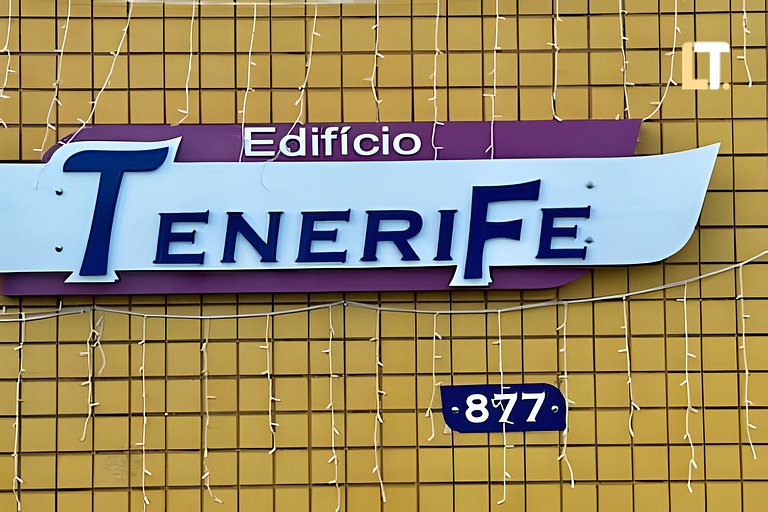 LT.
Edifício
TENERIFE
877